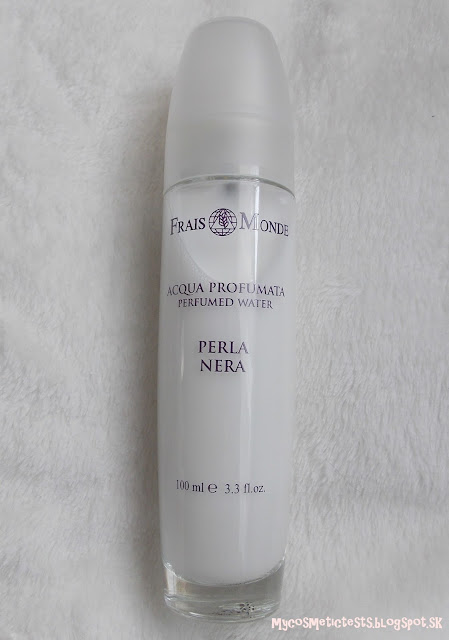 FRAIS MONDE
ACQUA PROFUMATA
PERFUMED WATER
PERLA
NERA
100 ml ℮ 3.3 fl.oz.
MYCOSMETICTESTS.BLOGSPOT.SK